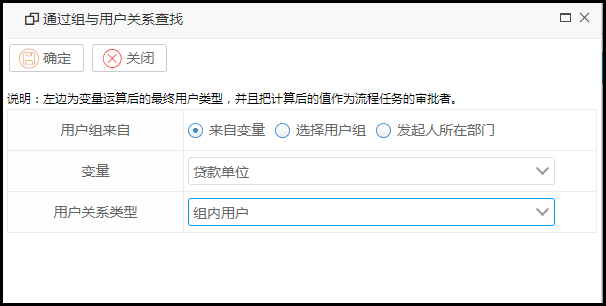 通过组与用户关系查找
确定 关闭
说明：左边为变量运算后的最终用户类型，并且把计算后的值作为流程任务的审批者。
用户组来自 来自变量 选择用户组 发起人所在部门
变量 贷款单位
用户关系类型 组内用户